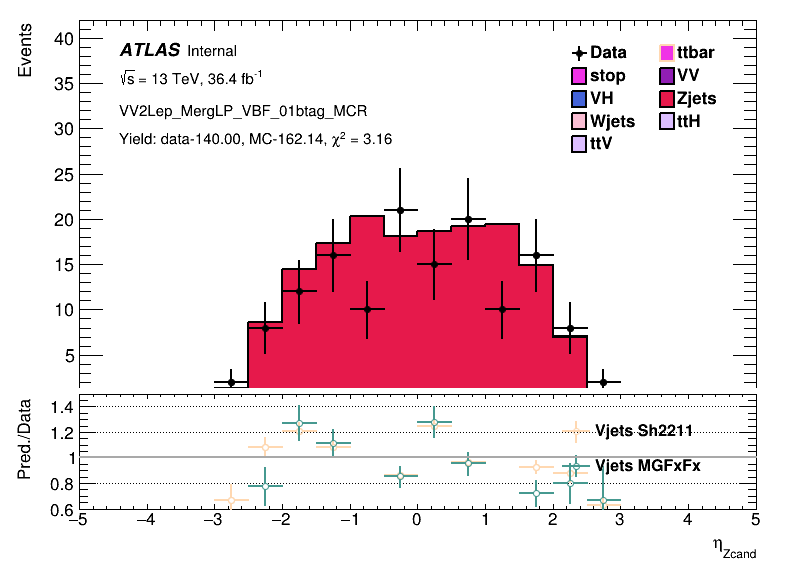 Events
40
35
30
25
20
15
10
5
ATLAS Internal
√s = 13 TeV, 36.4 fb⁻¹
VV2Lep_MergLP_VBF_01btag_MCR
Yield: data-140.00, MC-162.14, χ² = 3.16
Data
ttbar
stop
VV
VH
Zjets
Wjets
ttH
ttV
Pred./Data
1.4
1.2
1
0.8
0.6
Vjets Sh2211
Vjets MGFxFx
−5 −4 −3 −2 −1 0 1 2 3 4 5
η_Zcand